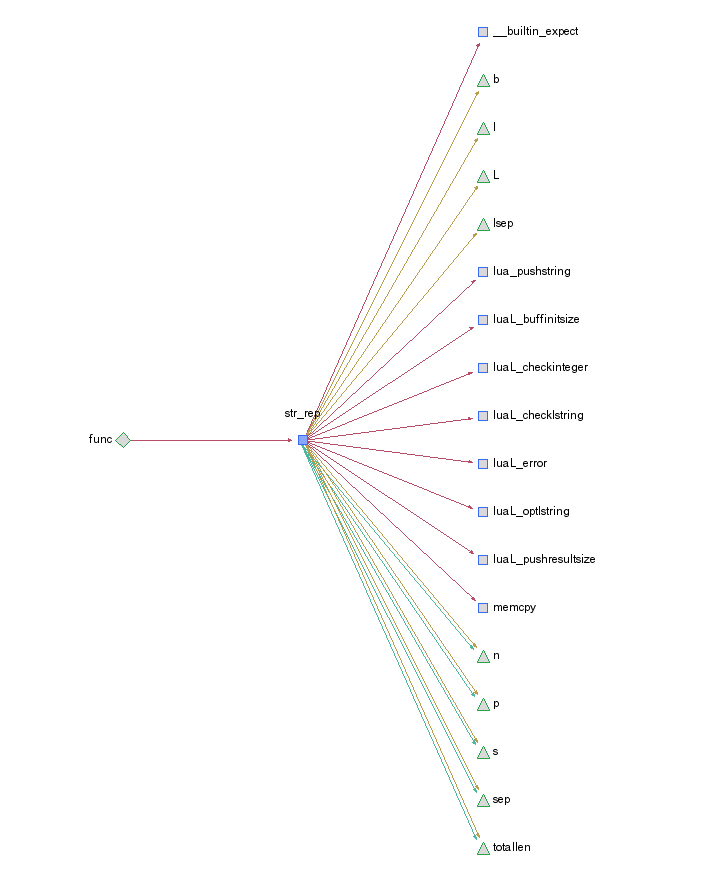 __builtin_expect
b
l
L
lsep
lua_pushstring
luaL_buffinitsize
luaL_checkinteger
str_rep
luaL_checklstring
func
luaL_error
luaL_optlstring
luaL_pushresultsize
memcpy
n
p
s
sep
totallen